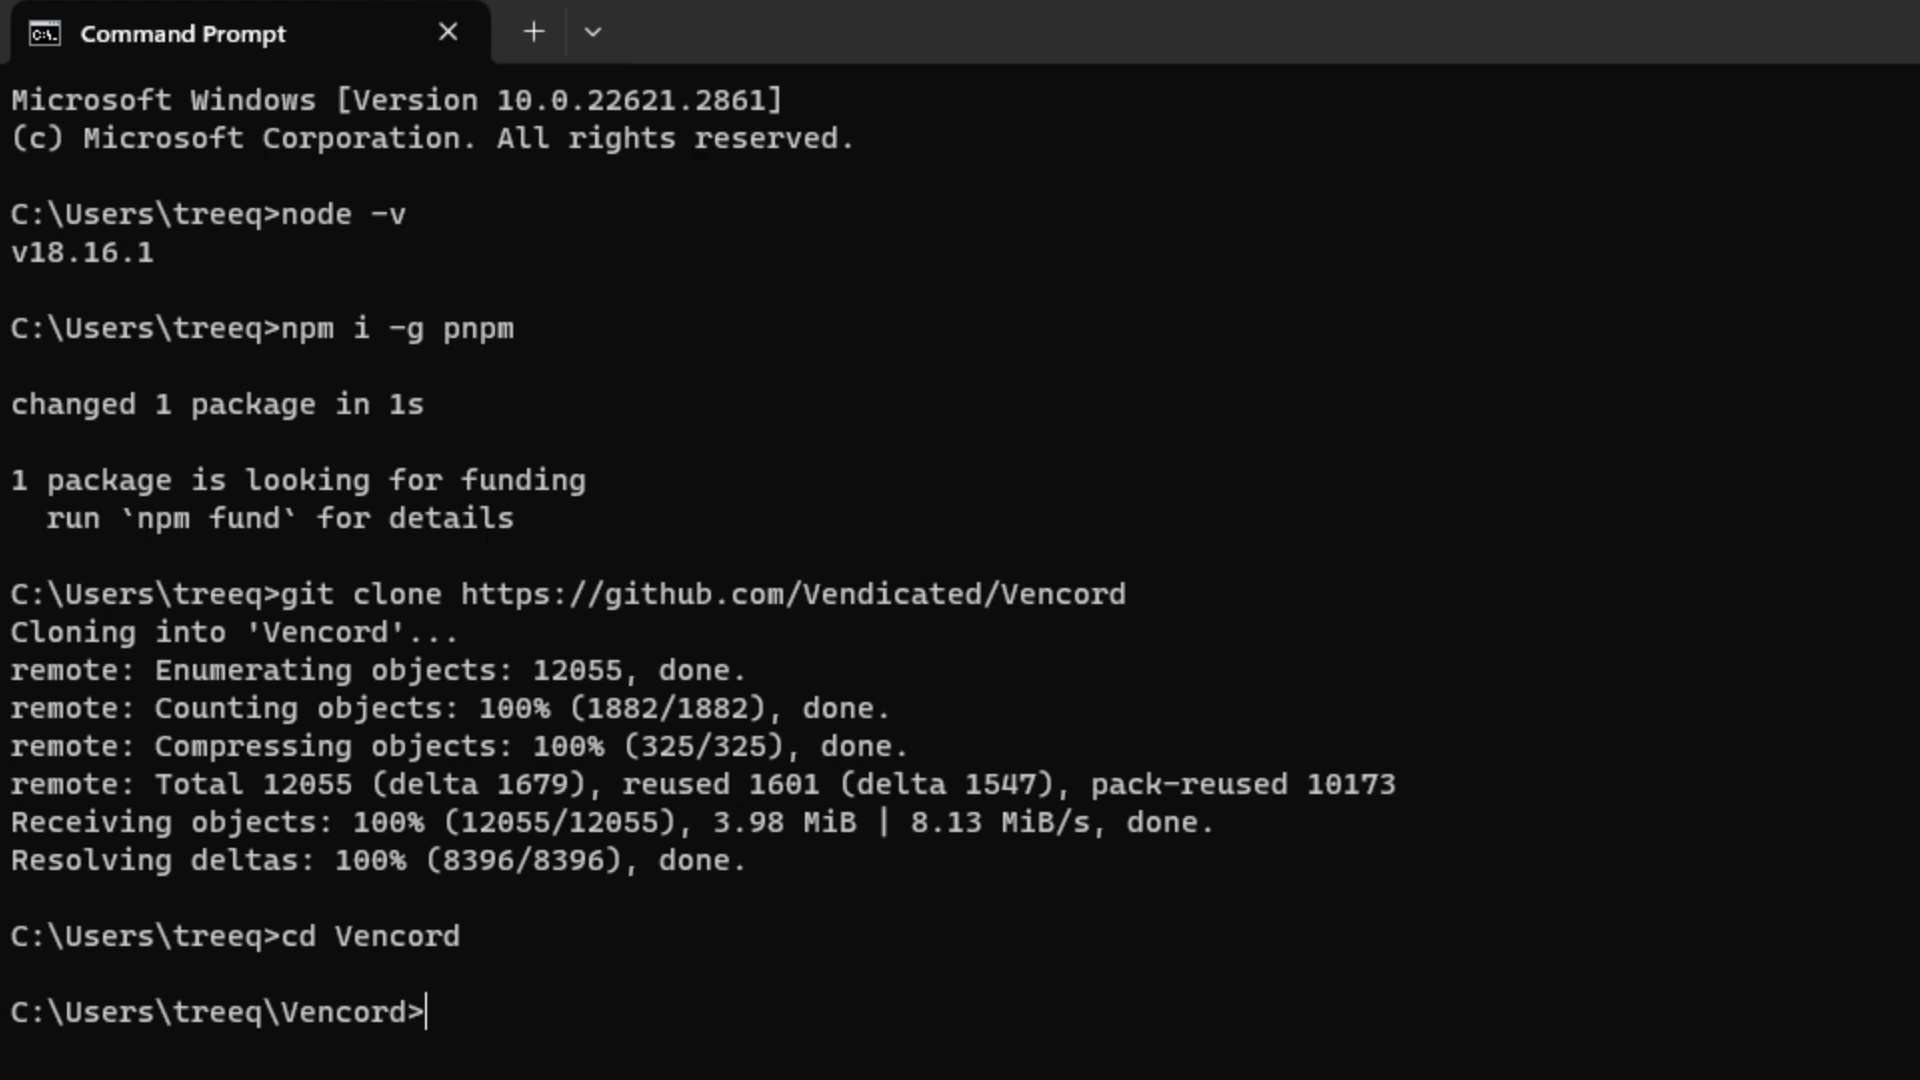 Command Prompt
Microsoft Windows [Version 10.0.22621.2861]
(c) Microsoft Corporation. All rights reserved.
C:\Users\treeq>node -v
v18.16.1
C:\Users\treeq>npm i -g pnpm
changed 1 package in 1s
1 package is looking for funding
  run `npm fund` for details
C:\Users\treeq>git clone https://github.com/Vendicated/Vencord
Cloning into 'Vencord'...
remote: Enumerating objects: 12055, done.
remote: Counting objects: 100% (1882/1882), done.
remote: Compressing objects: 100% (325/325), done.
remote: Total 12055 (delta 1679), reused 1601 (delta 1547), pack-reused 10173
Receiving objects: 100% (12055/12055), 3.98 MiB | 8.13 MiB/s, done.
Resolving deltas: 100% (8396/8396), done.
C:\Users\treeq>cd Vencord
C:\Users\treeq\Vencord>